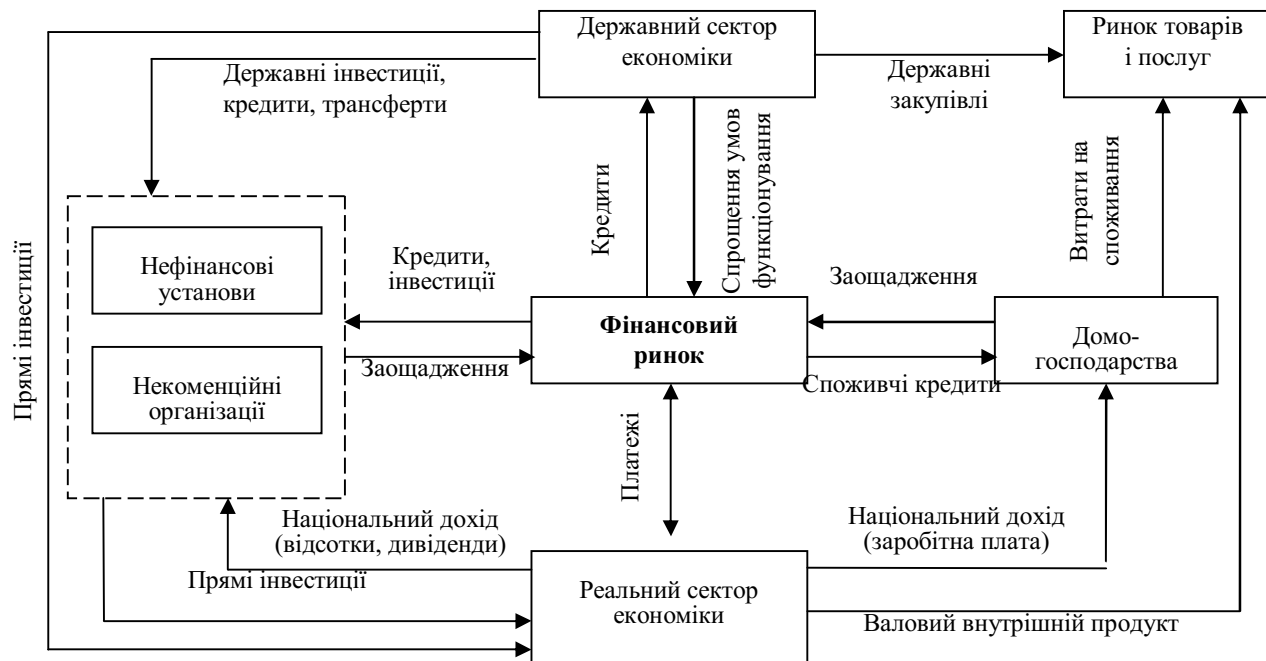 Державний сектор
економіки
Ринок товарів
і послуг
Державні інвестиції,
кредити, трансферти
Державні
закупівлі
Прямі інвестиції
Кредити
Спрощення умов
функціонування
Витрати на
споживання
Нефінансові
установи
Некоменційні
організації
Кредити,
інвестиції
Заощадження
Фінансовий
ринок
Заощадження
Споживчі кредити
Домо-
господарства
Платежі
Національний дохід
(відсотки, дивіденди)
Національний дохід
(заробітна плата)
Прямі інвестиції
Реальний сектор
економіки
Валовий внутрішній продукт